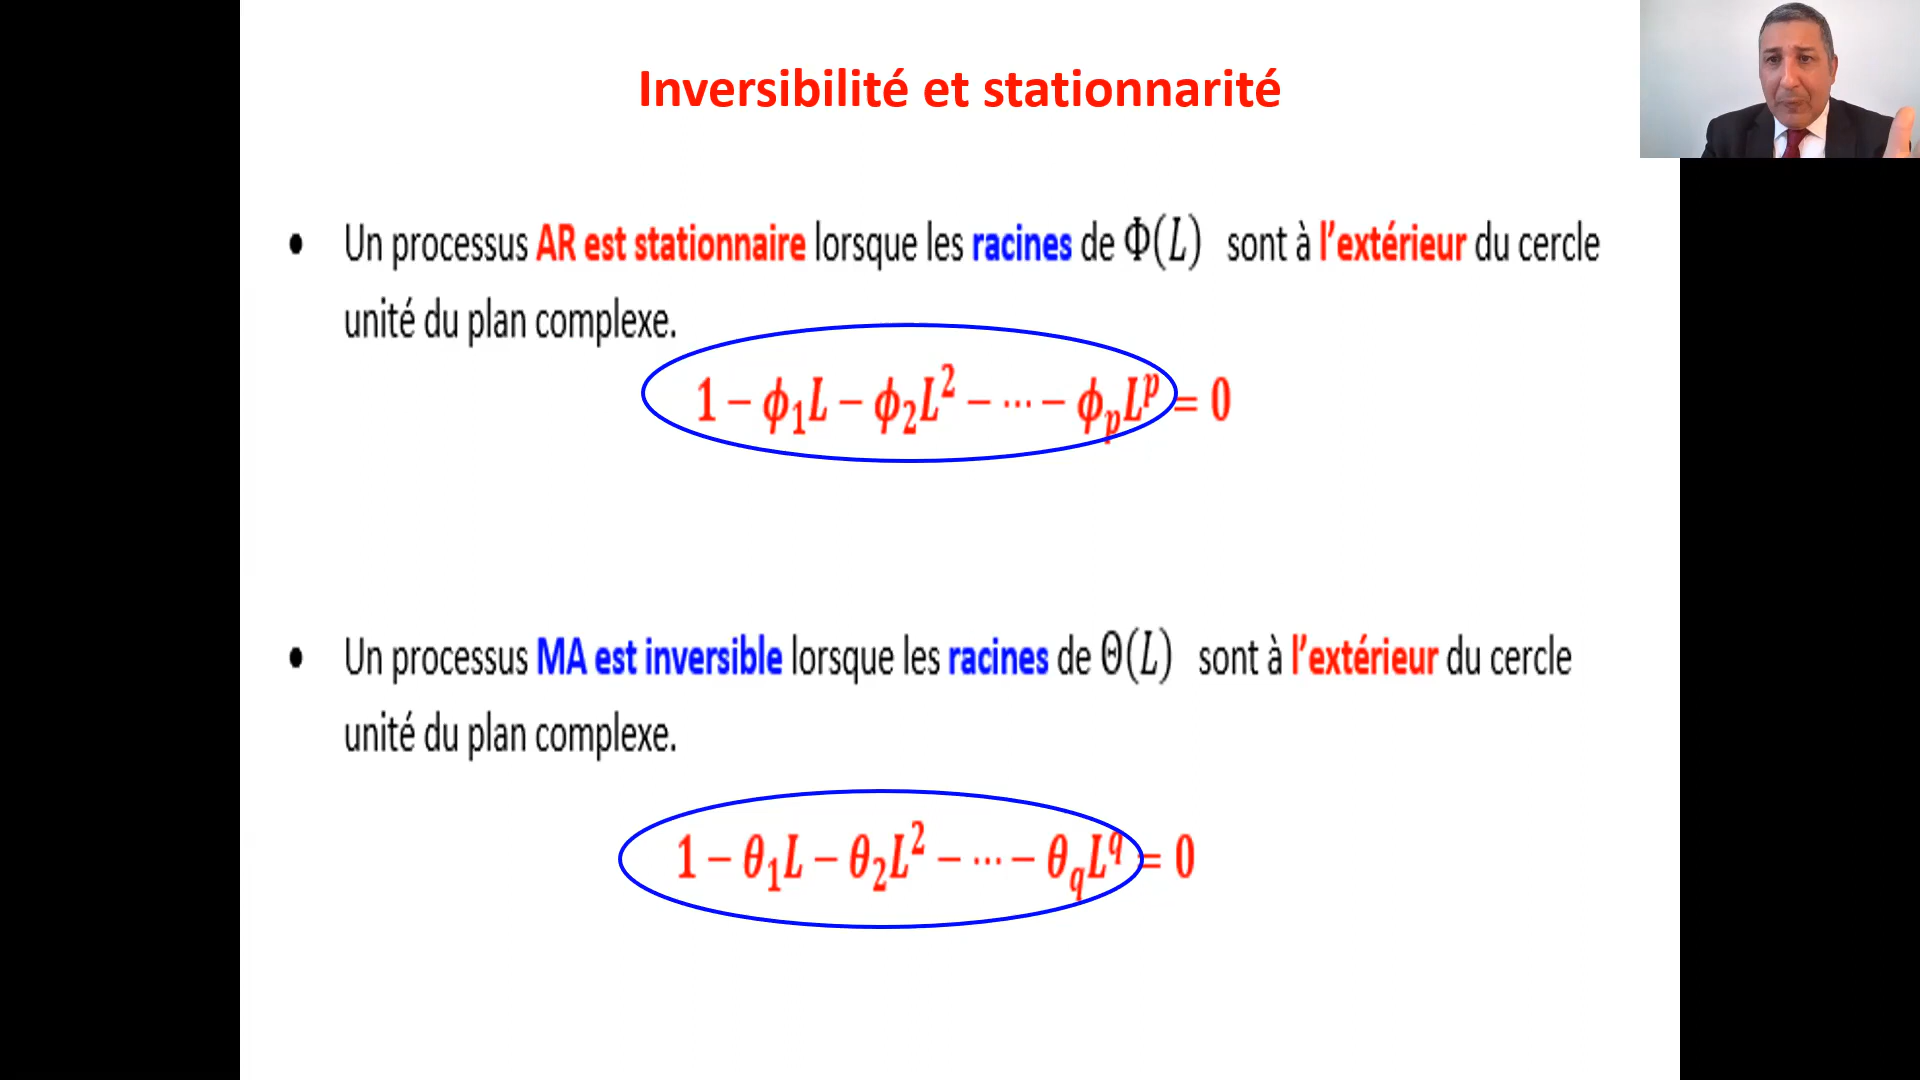 Inversibilité et stationnarité
• Un processus AR est stationnaire lorsque les racines de Φ(L) sont à l’extérieur du cercle
unité du plan complexe.
1 − ϕ₁L − ϕ₂L² − ⋯ − ϕₚLᵖ = 0
• Un processus MA est inversible lorsque les racines de Θ(L) sont à l’extérieur du cercle
unité du plan complexe.
1 − θ₁L − θ₂L² − ⋯ − θ_qL^q = 0